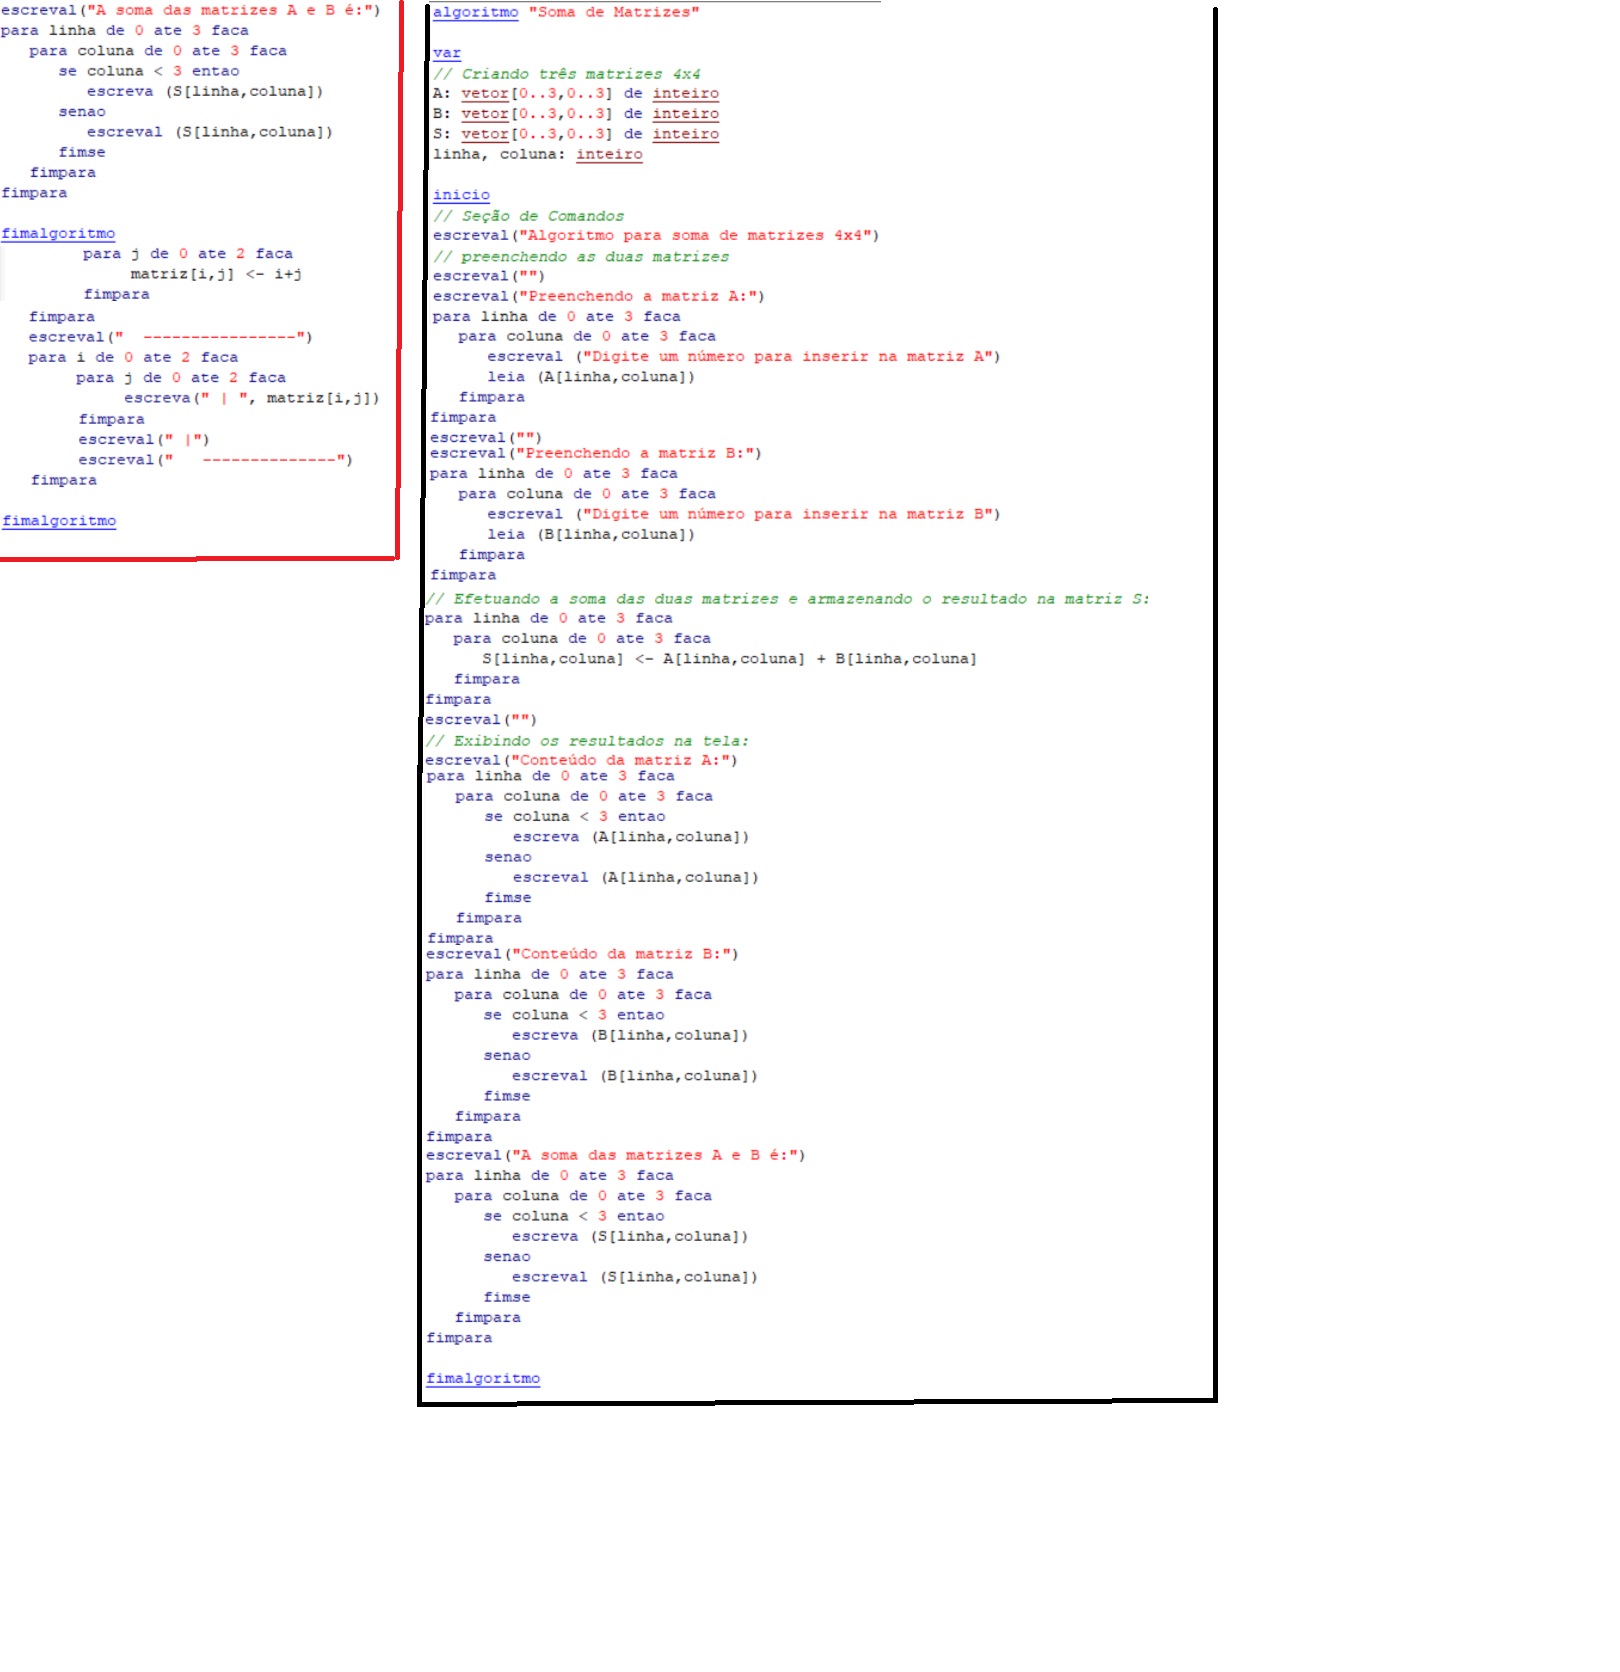 escreval("A soma das matrizes A e B é:")
para linha de 0 ate 3 faca
para coluna de 0 ate 3 faca
se coluna < 3 entao
escreva (S[linha,coluna])
senao
escreval (S[linha,coluna])
fimse
fimpara
fimpara
fimalgoritmo
para j de 0 ate 2 faca
matriz[i,j] <- i+j
fimpara
fimpara
escreval("  ----------------")
para i de 0 ate 2 faca
para j de 0 ate 2 faca
escreva(" | ", matriz[i,j])
fimpara
escreval(" |")
escreval("   --------------")
fimpara
fimalgoritmo
algoritmo "Soma de Matrizes"
var
// Criando três matrizes 4x4
A: vetor[0..3,0..3] de inteiro
B: vetor[0..3,0..3] de inteiro
S: vetor[0..3,0..3] de inteiro
linha, coluna: inteiro
inicio
// Seção de Comandos
escreval("Algoritmo para soma de matrizes 4x4")
// preenchendo as duas matrizes
escreval("")
escreval("Preenchendo a matriz A:")
para linha de 0 ate 3 faca
para coluna de 0 ate 3 faca
escreval ("Digite um número para inserir na matriz A")
leia (A[linha,coluna])
fimpara
fimpara
escreval("")
escreval("Preenchendo a matriz B:")
para linha de 0 ate 3 faca
para coluna de 0 ate 3 faca
escreval ("Digite um número para inserir na matriz B")
leia (B[linha,coluna])
fimpara
fimpara
// Efetuando a soma das duas matrizes e armazenando o resultado na matriz S:
para linha de 0 ate 3 faca
para coluna de 0 ate 3 faca
S[linha,coluna] <- A[linha,coluna] + B[linha,coluna]
fimpara
fimpara
escreval("")
// Exibindo os resultados na tela:
escreval("Conteúdo da matriz A:")
para linha de 0 ate 3 faca
para coluna de 0 ate 3 faca
se coluna < 3 entao
escreva (A[linha,coluna])
senao
escreval (A[linha,coluna])
fimse
fimpara
fimpara
escreval("Conteúdo da matriz B:")
para linha de 0 ate 3 faca
para coluna de 0 ate 3 faca
se coluna < 3 entao
escreva (B[linha,coluna])
senao
escreval (B[linha,coluna])
fimse
fimpara
fimpara
escreval("A soma das matrizes A e B é:")
para linha de 0 ate 3 faca
para coluna de 0 ate 3 faca
se coluna < 3 entao
escreva (S[linha,coluna])
senao
escreval (S[linha,coluna])
fimse
fimpara
fimpara
fimalgoritmo